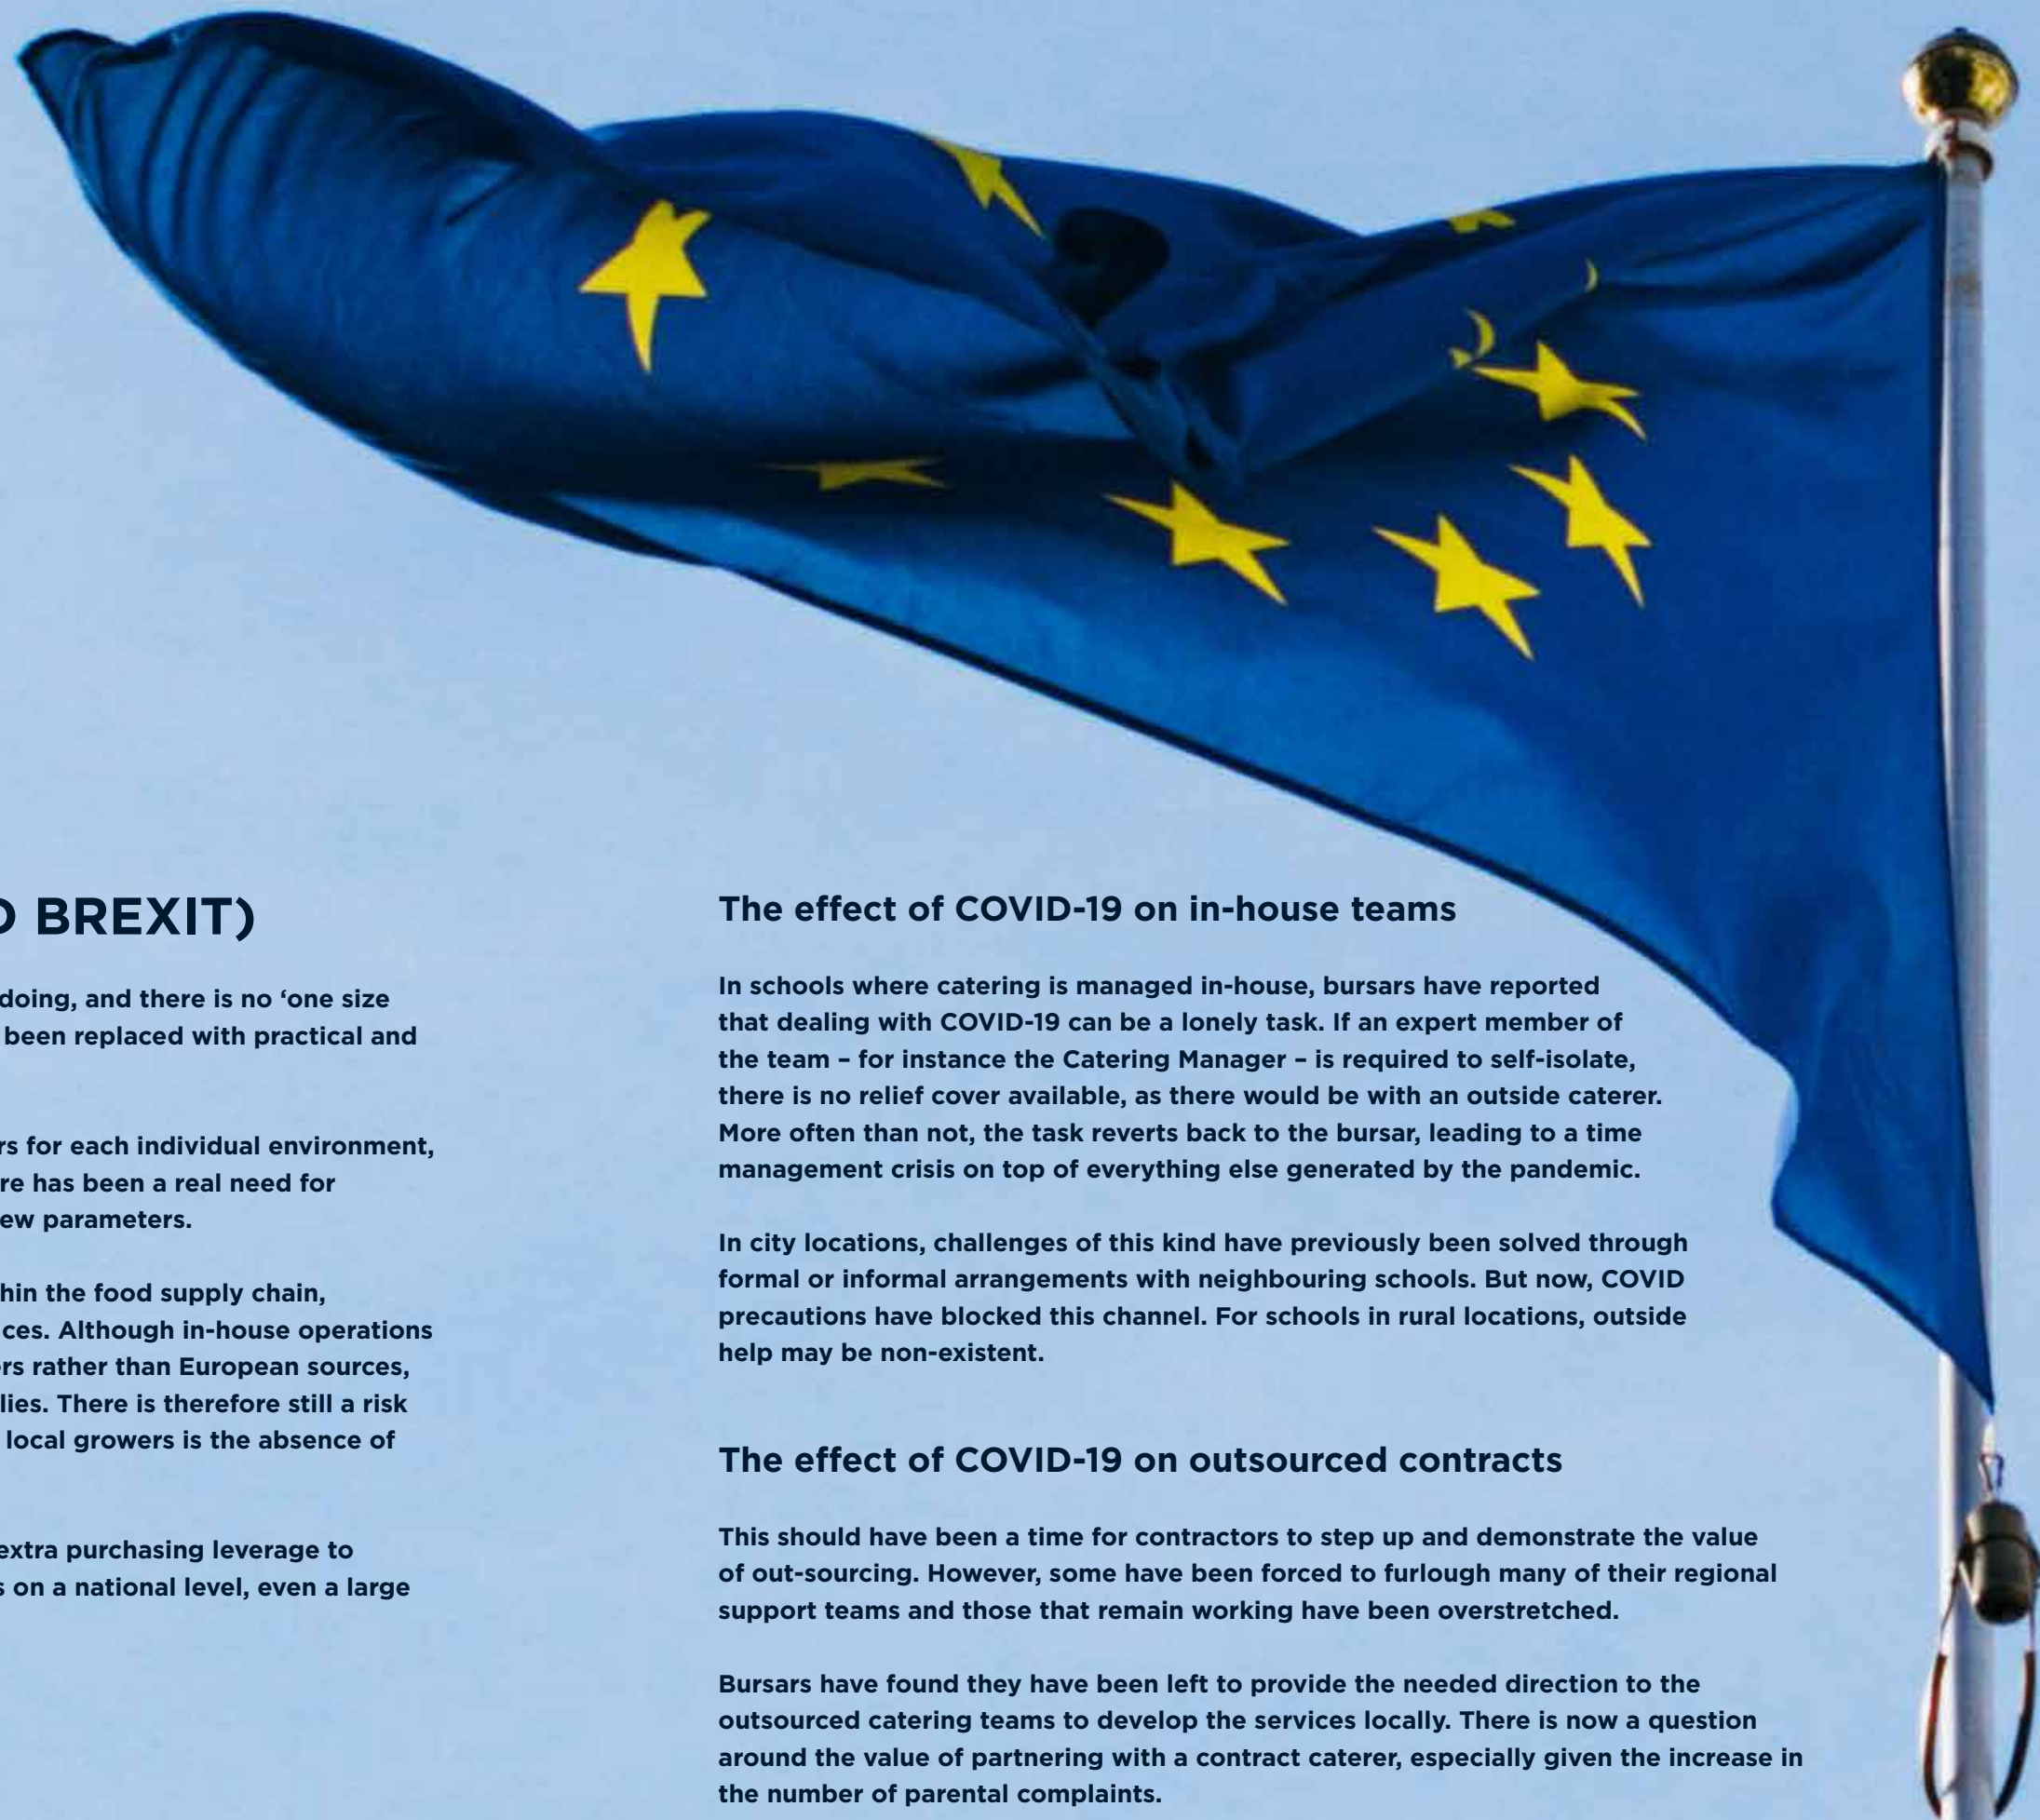 BREXIT)
doing, and there is no ‘one size
been replaced with practical and
for each individual environment,
has been a real need for
parameters.
the food supply chain,
Although in-house operations
rather than European sources,
There is therefore still a risk
local growers is the absence of
extra purchasing leverage to
on a national level, even a large
The effect of COVID-19 on in-house teams
In schools where catering is managed in-house, bursars have reported
that dealing with COVID-19 can be a lonely task. If an expert member of
the team – for instance the Catering Manager – is required to self-isolate,
there is no relief cover available, as there would be with an outside caterer.
More often than not, the task reverts back to the bursar, leading to a time
management crisis on top of everything else generated by the pandemic.
In city locations, challenges of this kind have previously been solved through
formal or informal arrangements with neighbouring schools. But now, COVID
precautions have blocked this channel. For schools in rural locations, outside
help may be non-existent.
The effect of COVID-19 on outsourced contracts
This should have been a time for contractors to step up and demonstrate the value
of out-sourcing. However, some have been forced to furlough many of their regional
support teams and those that remain working have been overstretched.
Bursars have found they have been left to provide the needed direction to the
outsourced catering teams to develop the services locally. There is now a question
around the value of partnering with a contract caterer, especially given the increase in
the number of parental complaints.